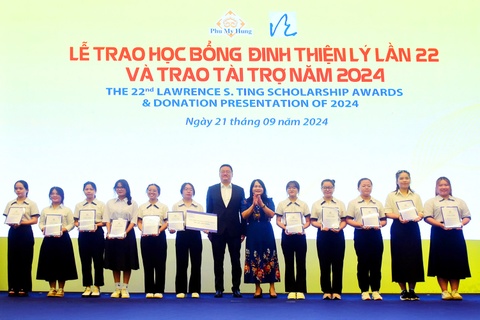 Phu My Hung
LỄ TRAO HỌC BỔNG ĐINH THIỆN LÝ LẦN 22
VÀ TRAO TÀI TRỢ NĂM 2024
THE 22nd LAWRENCE S. TING SCHOLARSHIP AWARDS
& DONATION PRESENTATION OF 2024
Ngày 21 tháng 09 năm 2024